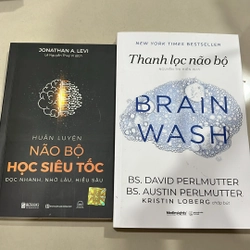 JONATHAN A. LEVI
HUẤN LUYỆN
NÃO BỘ
HỌC SIÊU TỐC
ĐỌC NHANH, NHỚ LÂU, HIỂU SÂU
NEW YORK TIMES BESTSELLER
Thanh lọc não bộ
BRAIN
WASH
BS. DAVID PERLMUTTER
BS. AUSTIN PERLMUTTER
KRISTIN LOBERG